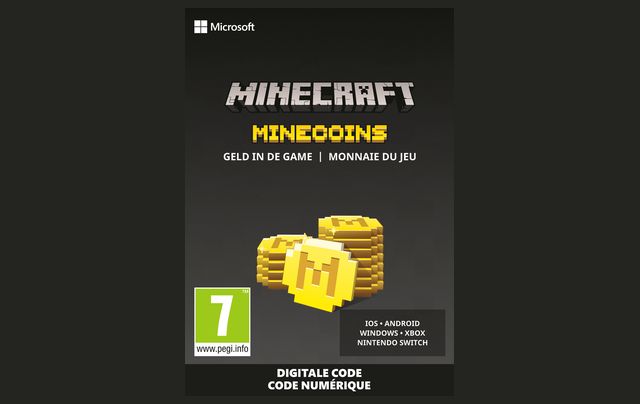 Microsoft
MINECRAFT
MINECOINS
GELD IN DE GAME | MONNAIE DU JEU
M
M
M
7
TM
www.pegi.info
IOS • ANDROID
WINDOWS • XBOX
NINTENDO SWITCH
DIGITALE CODE
CODE NUMÉRIQUE